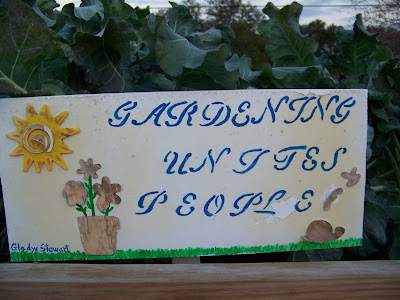 GARDENING
UNITES
PEOPLE
Gladys Stewart